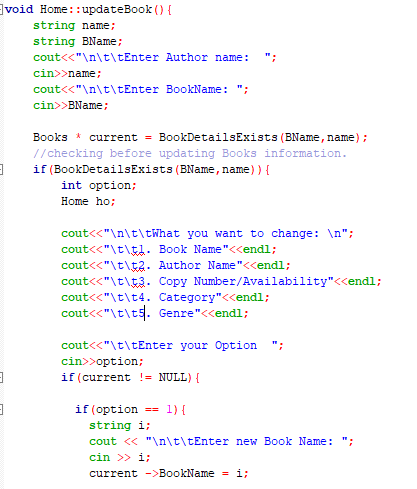 void Home::updateBook(){
string name;
string BName;
cout<<"\n\t\tEnter Author name:  ";
cin>>name;
cout<<"\n\t\tEnter BookName: ";
cin>>BName;
Books * current = BookDetailsExists(BName,name);
//checking before updating Books information.
if(BookDetailsExists(BName,name)){
int option;
Home ho;
cout<<"\n\t\tWhat you want to change: \n";
cout<<"\t\t1. Book Name"<<endl;
cout<<"\t\t2. Author Name"<<endl;
cout<<"\t\t3. Copy Number/Availability"<<endl;
cout<<"\t\t4. Category"<<endl;
cout<<"\t\t5. Genre"<<endl;
cout<<"\t\tEnter your Option  ";
cin>>option;
if(current != NULL){
if(option == 1){
string i;
cout << "\n\t\tEnter new Book Name: ";
cin >> i;
current ->BookName = i;